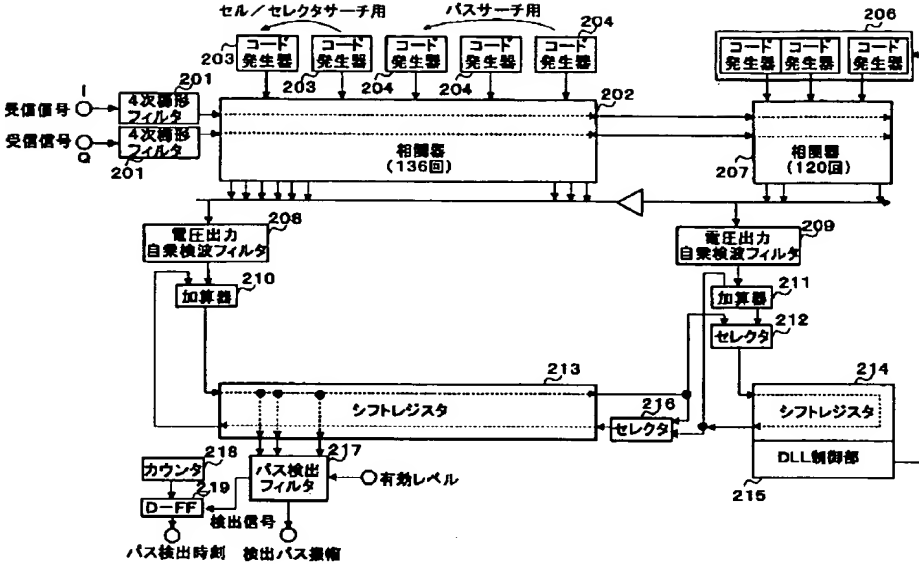 セル／セレクタサーチ用
パスサーチ用
204
206
203
コード
発生器
コード
発生器
203
コード
発生器
204
コード
発生器
204
コード
発生器
コード
発生器
コード
発生器
コード
発生器
I
受信信号
201
4次櫛形
フィルタ
受信信号
Q
4次櫛形
フィルタ
201
202
相関器
(136回)
207
相関器
(120回)
208
電圧出力
自乗検波フィルタ
209
電圧出力
自乗検波フィルタ
210
加算器
211
加算器
212
セレクタ
213
シフトレジスタ
216
セレクタ
214
シフトレジスタ
DLL制御部
215
218
カウンタ
219
D−FF
217
パス検出
フィルタ
有効レベル
検出信号
パス検出時刻
検出パス振幅